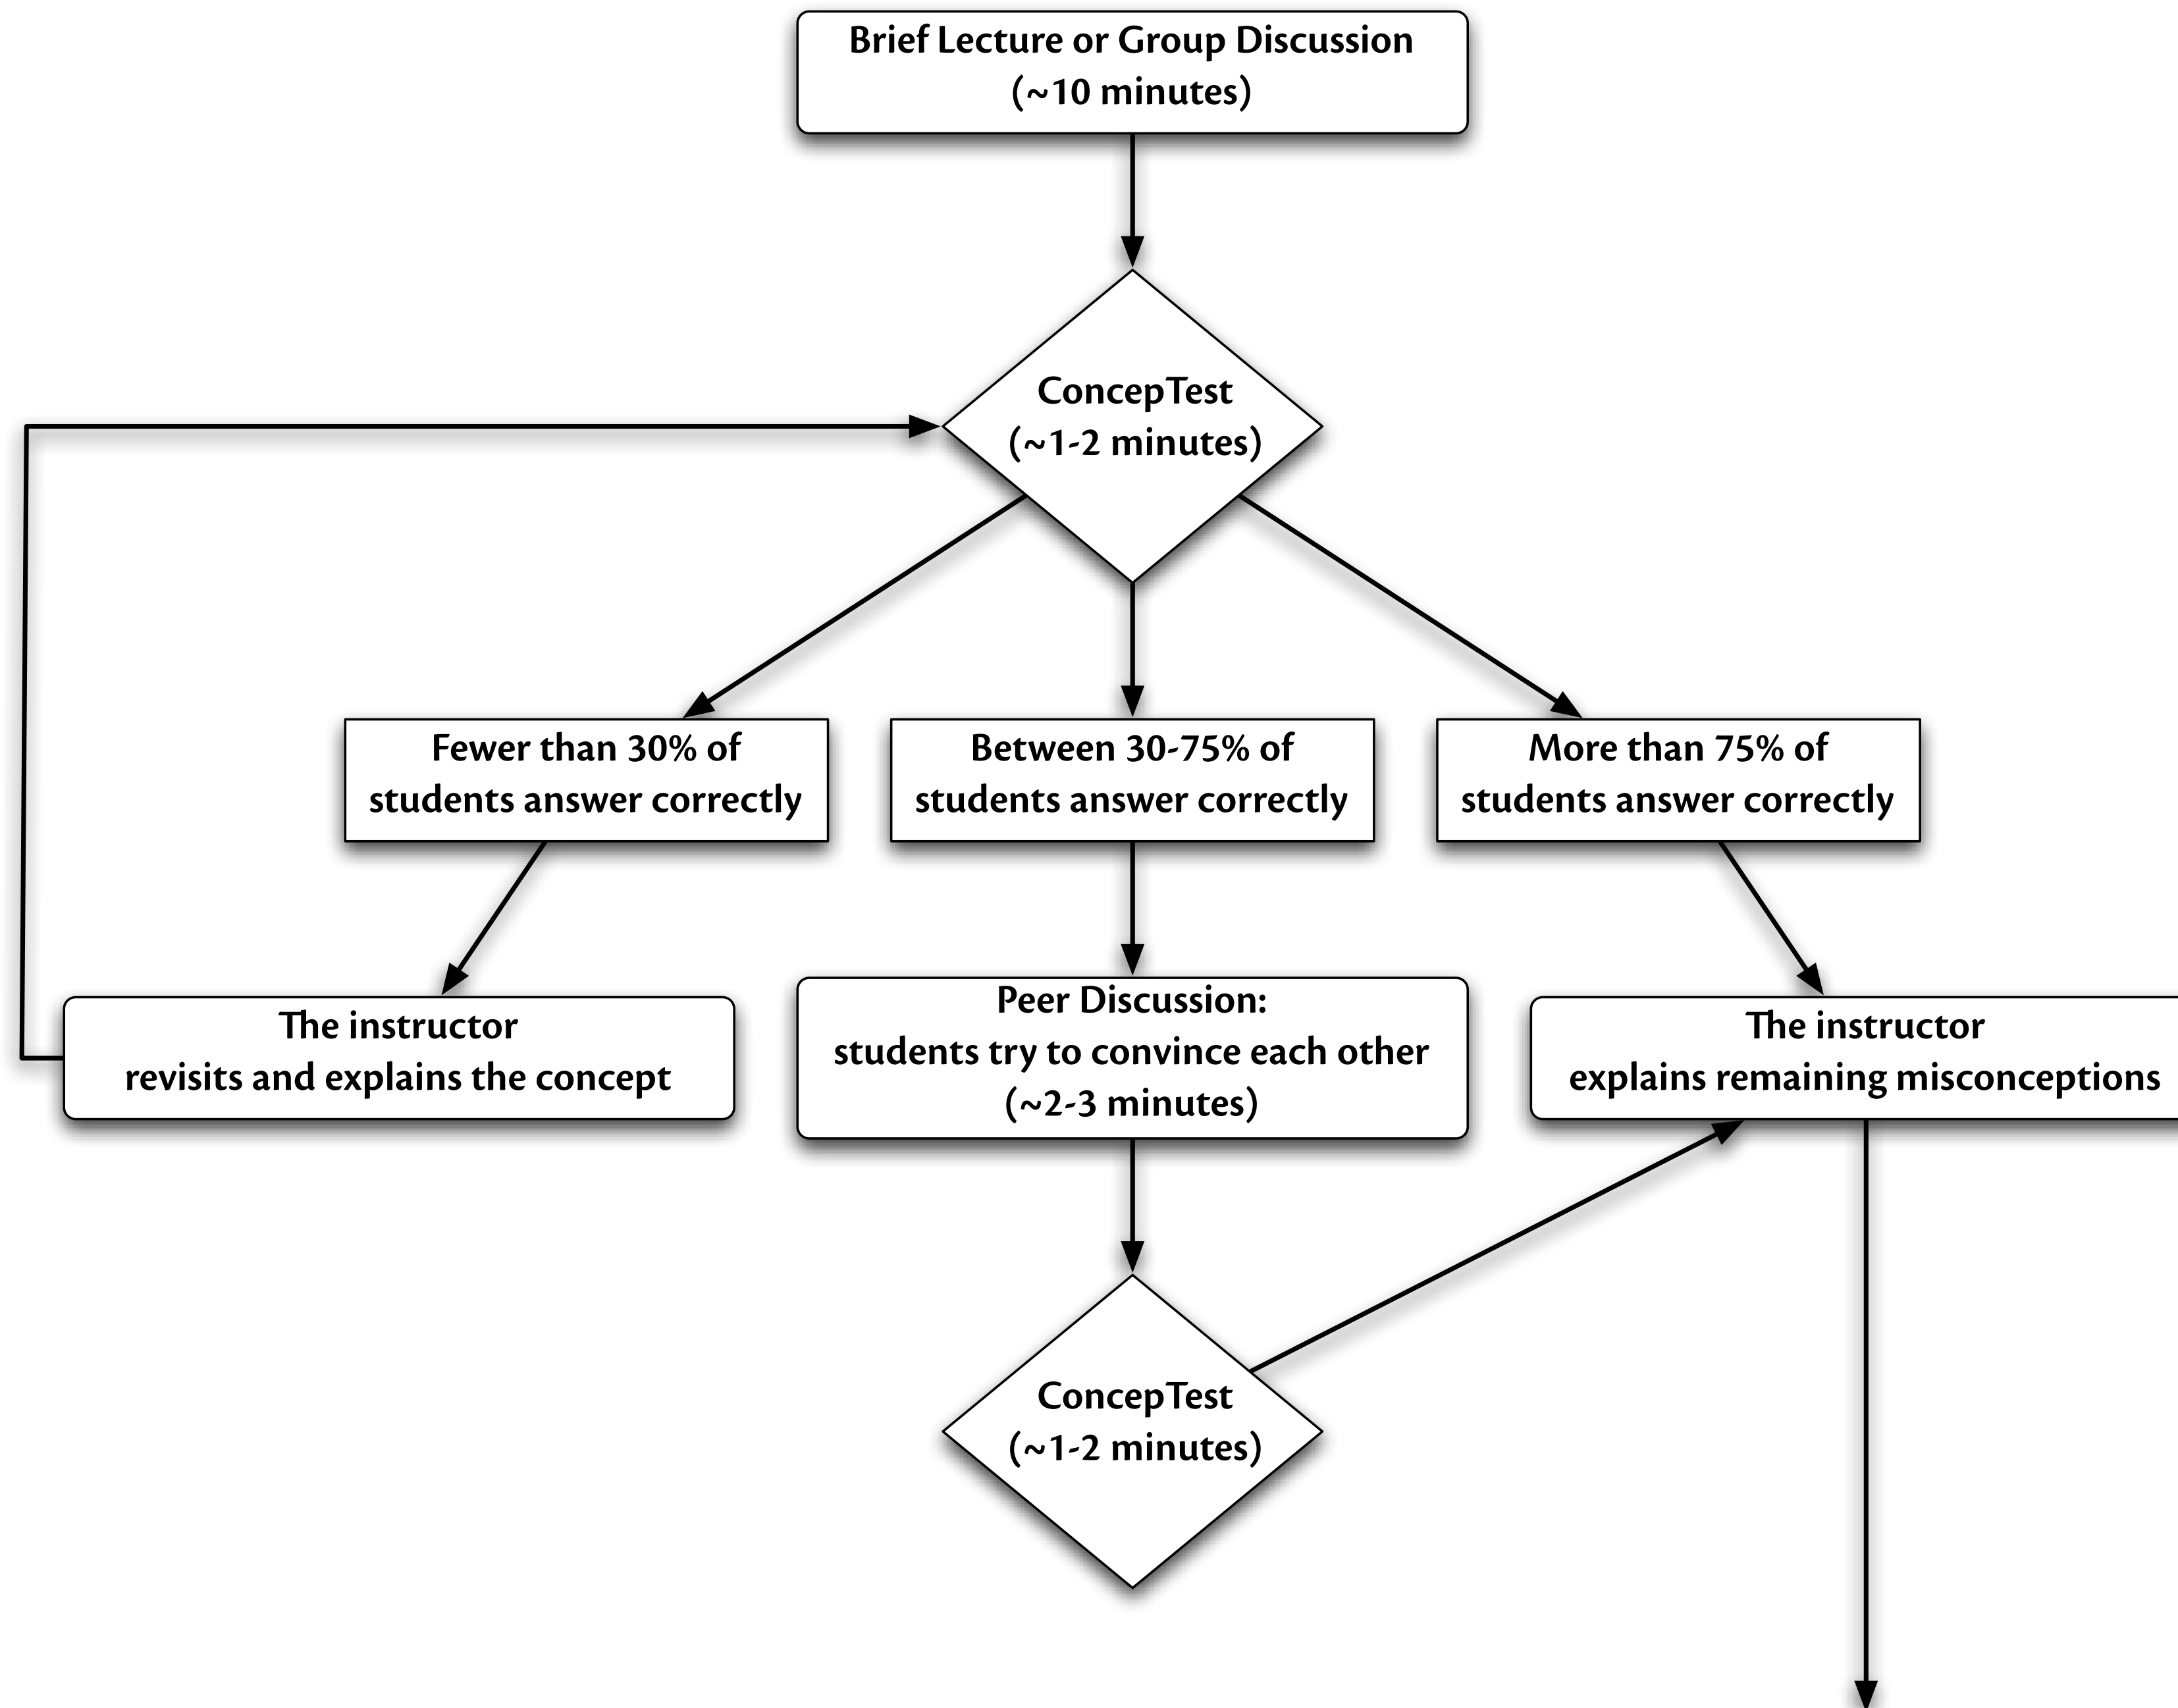 Brief Lecture or Group Discussion
(~10 minutes)
ConcepTest
(~1-2 minutes)
Fewer than 30% of
students answer correctly
Between 30-75% of
students answer correctly
More than 75% of
students answer correctly
The instructor
revisits and explains the concept
Peer Discussion:
students try to convince each other
(~2-3 minutes)
The instructor
explains remaining misconceptions
ConcepTest
(~1-2 minutes)